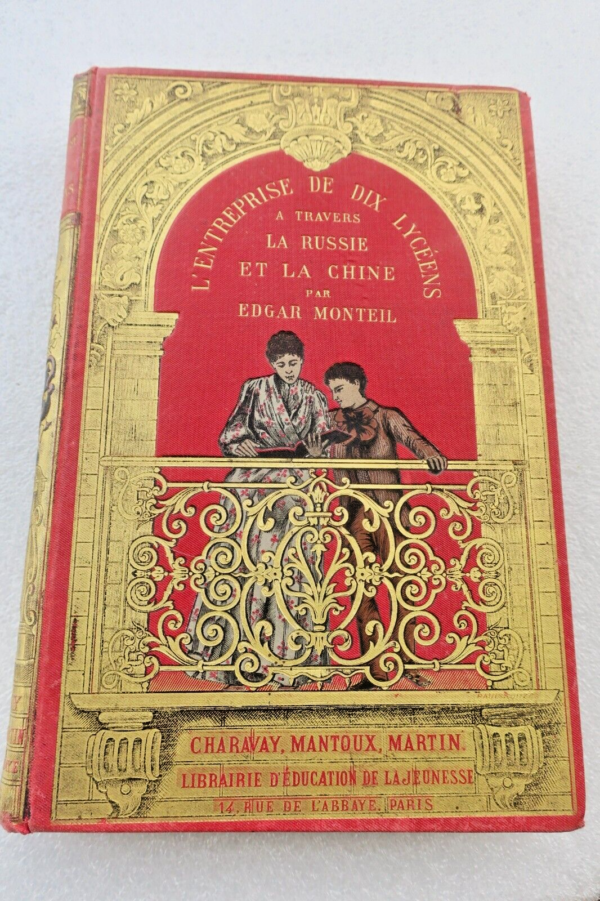 L'ENTREPRISE DE DIX LYCÉENS
A TRAVERS
LA RUSSIE
ET LA CHINE
PAR
EDGAR MONTEIL
CHARAVAY, MANTOUX, MARTIN.
LIBRAIRIE D'ÉDUCATION DE LA JEUNESSE
14, RUE DE L'ABBAYE, PARIS